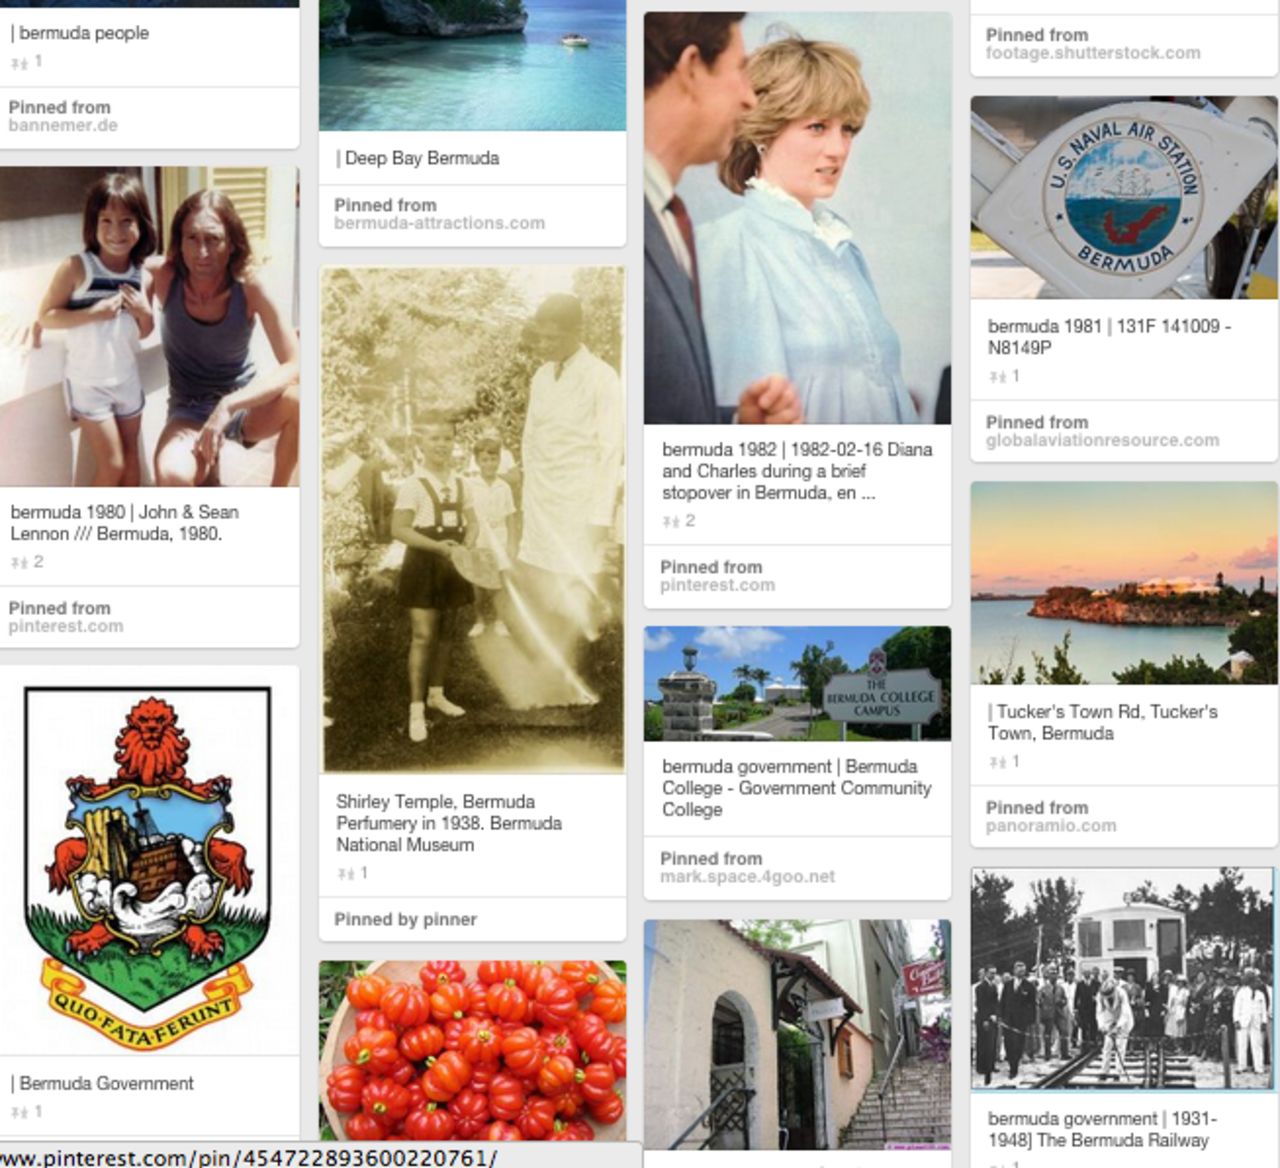 | bermuda people
1
Pinned from
bannemer.de
bermuda 1980 | John & Sean
Lennon /// Bermuda, 1980.
2
Pinned from
pinterest.com
QUO FATA FERUNT
| Bermuda Government
1
| Deep Bay Bermuda
Pinned from
bermuda-attractions.com
Shirley Temple, Bermuda
Perfumery in 1938. Bermuda
National Museum
1
Pinned by pinner
bermuda 1982 | 1982-02-16 Diana
and Charles during a brief
stopover in Bermuda, en ...
2
Pinned from
pinterest.com
THE
BERMUDA COLLEGE
CAMPUS
bermuda government | Bermuda
College - Government Community
College
Pinned from
mark.space.4goo.net
Pinned from
footage.shutterstock.com
U.S. NAVAL AIR STATION
BERMUDA
bermuda 1981 | 131F 141009 -
N8149P
1
Pinned from
globalaviationresource.com
| Tucker's Town Rd, Tucker's
Town, Bermuda
1
Pinned from
panoramio.com
bermuda government | 1931-
1948] The Bermuda Railway
1
www.pinterest.com/pin/454722893600220761/